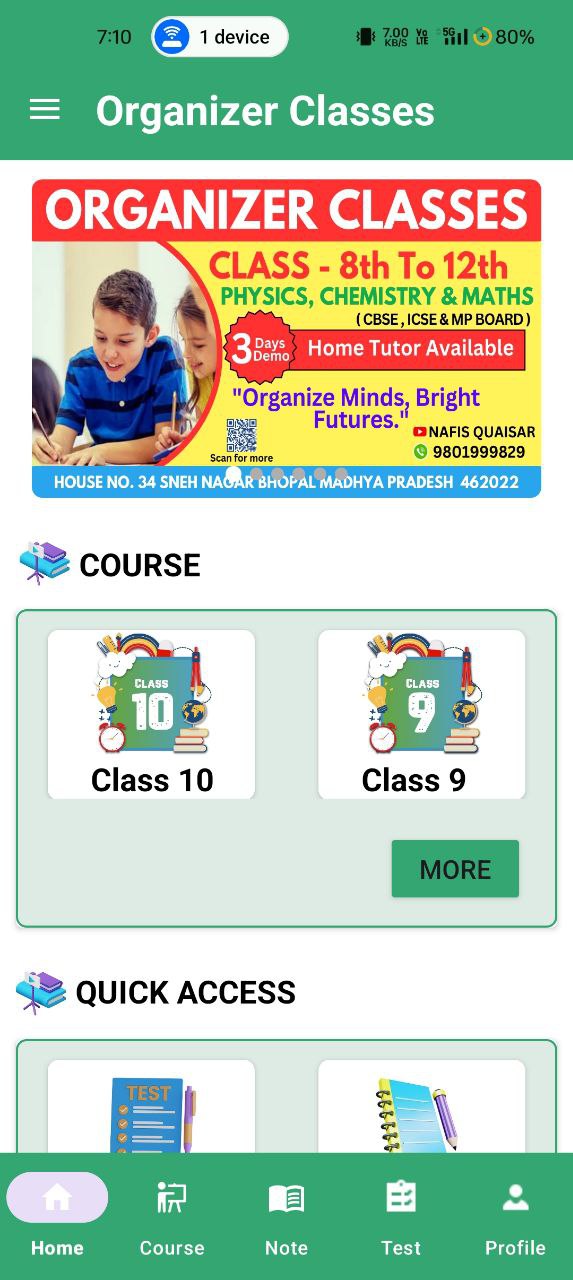 7:10
1 device
7.00
KB/S
Vo
LTE
5G
80%
Organizer Classes
ORGANIZER CLASSES
CLASS - 8th To 12th
PHYSICS, CHEMISTRY & MATHS
( CBSE , ICSE & MP BOARD )
3 Days
Demo
Home Tutor Available
"Organize Minds, Bright
Futures."
NAFIS QUAISAR
Scan for more
9801999829
HOUSE NO. 34 SNEH NAGAR BHOPAL MADHYA PRADESH 462022
COURSE
CLASS
10
CLASS
9
Class 10
Class 9
MORE
QUICK ACCESS
TEST
Home
Course
Note
Test
Profile